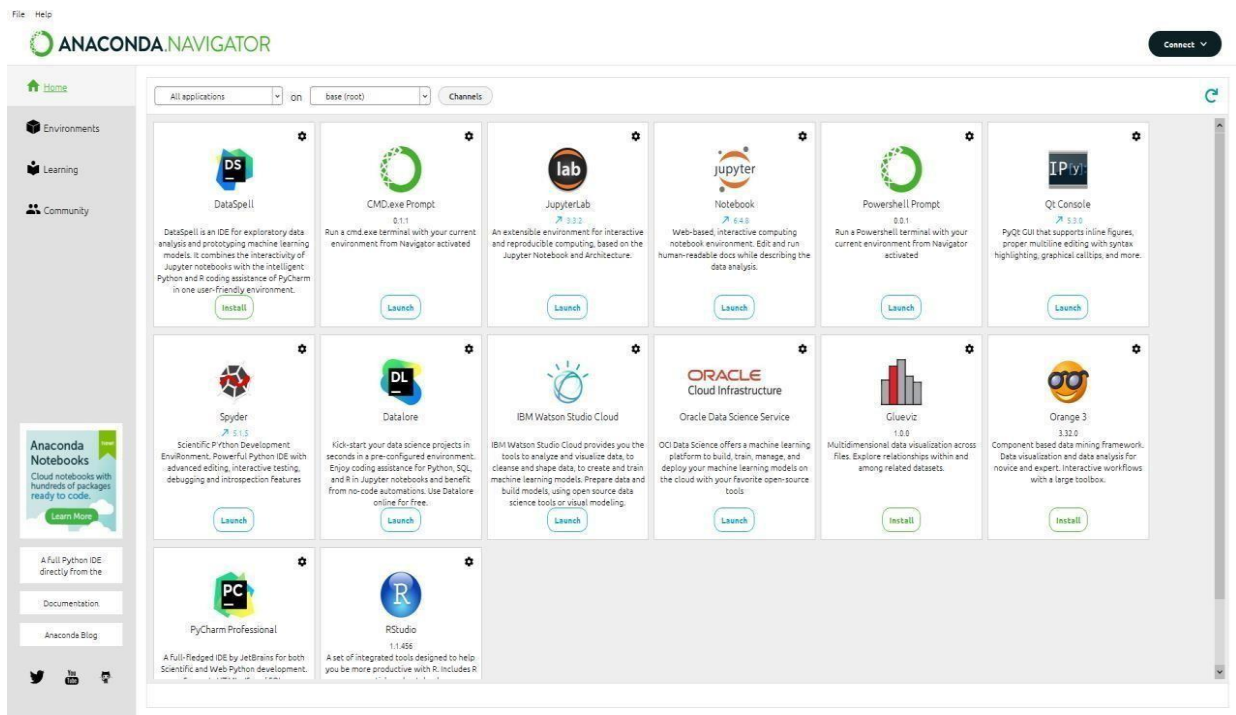 File Help
ANACONDA.NAVIGATOR
Connect
Home
Environments
Learning
Community
All applications
on
base (root)
Channels
DS
DataSpell
DataSpell is an IDE for exploratory data
analysis and prototyping machine learning
models. It combines the interactivity of
Jupyter notebooks with the intelligent
Python and R coding assistance of PyCharm
in one user-friendly environment.
Install
CMD.exe Prompt
0.1.1
Run a cmd.exe terminal with your current
environment from Navigator activated
Launch
lab
JupyterLab
3.3.2
An extensible environment for interactive
and reproducible computing, based on the
Jupyter Notebook and Architecture.
Launch
jupyter
Notebook
6.4.8
Web-based, interactive computing
notebook environment. Edit and run
human-readable docs while describing the
data analysis.
Launch
Powershell Prompt
0.0.1
Run a Powershell terminal with your
current environment from Navigator
activated
Launch
IP[y]:
Qt Console
5.3.0
PyQt GUI that supports inline figures,
proper multiline editing with syntax
highlighting, graphical calltips, and more.
Launch
Spyder
5.1.5
Scientific PYthon Development
EnviRonment. Powerful Python IDE with
advanced editing, interactive testing,
debugging and introspection features
Launch
DL
Datalore
Kick-start your data science projects in
seconds in a pre-configured environment.
Enjoy coding assistance for Python, SQL,
and R in Jupyter notebooks and benefit
from no-code automations. Use Datalore
online for free.
Launch
IBM Watson Studio Cloud
IBM Watson Studio Cloud provides you the
tools to analyze and visualize data, to
cleanse and shape data, to create and train
machine learning models. Prepare data and
build models, using open source data
science tools or visual modeling.
Launch
ORACLE
Cloud Infrastructure
Oracle Data Science Service
OCI Data Science offers a machine learning
platform to build, train, manage, and
deploy your machine learning models on
the cloud with your favorite open-source
tools
Launch
Glueviz
1.0.0
Multidimensional data visualization across
files. Explore relationships within and
among related datasets.
Install
Orange 3
3.32.0
Component based data mining framework.
Data visualization and data analysis for
novice and expert. Interactive workflows
with a large toolbox.
Install
PC
PyCharm Professional
A full-fledged IDE by JetBrains for both
Scientific and Web Python development.
R
RStudio
1.1.456
A set of integrated tools designed to help
you be more productive with R. Includes R
Anaconda
Notebooks
Cloud notebooks with
hundreds of packages
ready to code.
Learn More
A full Python IDE
directly from the
Documentation
Anaconda Blog
You
Tube